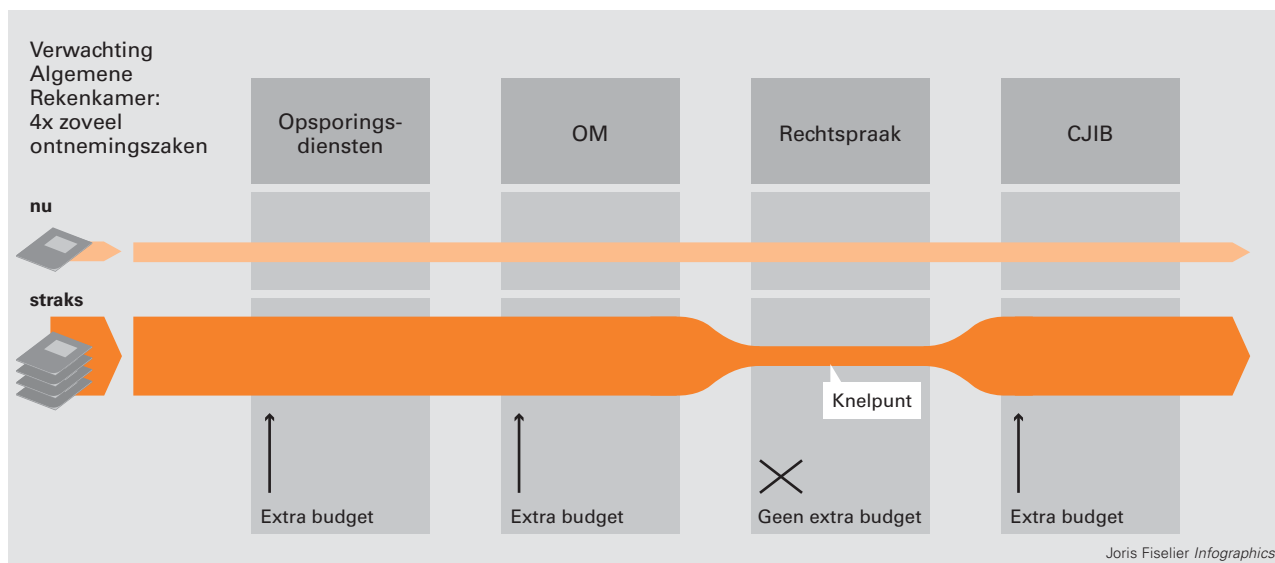 Verwachting
Algemene
Rekenkamer:
4x zoveel
ontnemingszaken
Opsporings-
diensten
OM
Rechtspraak
CJIB
nu
straks
Knelpunt
Extra budget
Extra budget
Geen extra budget
Extra budget
Joris Fiselier Infographics